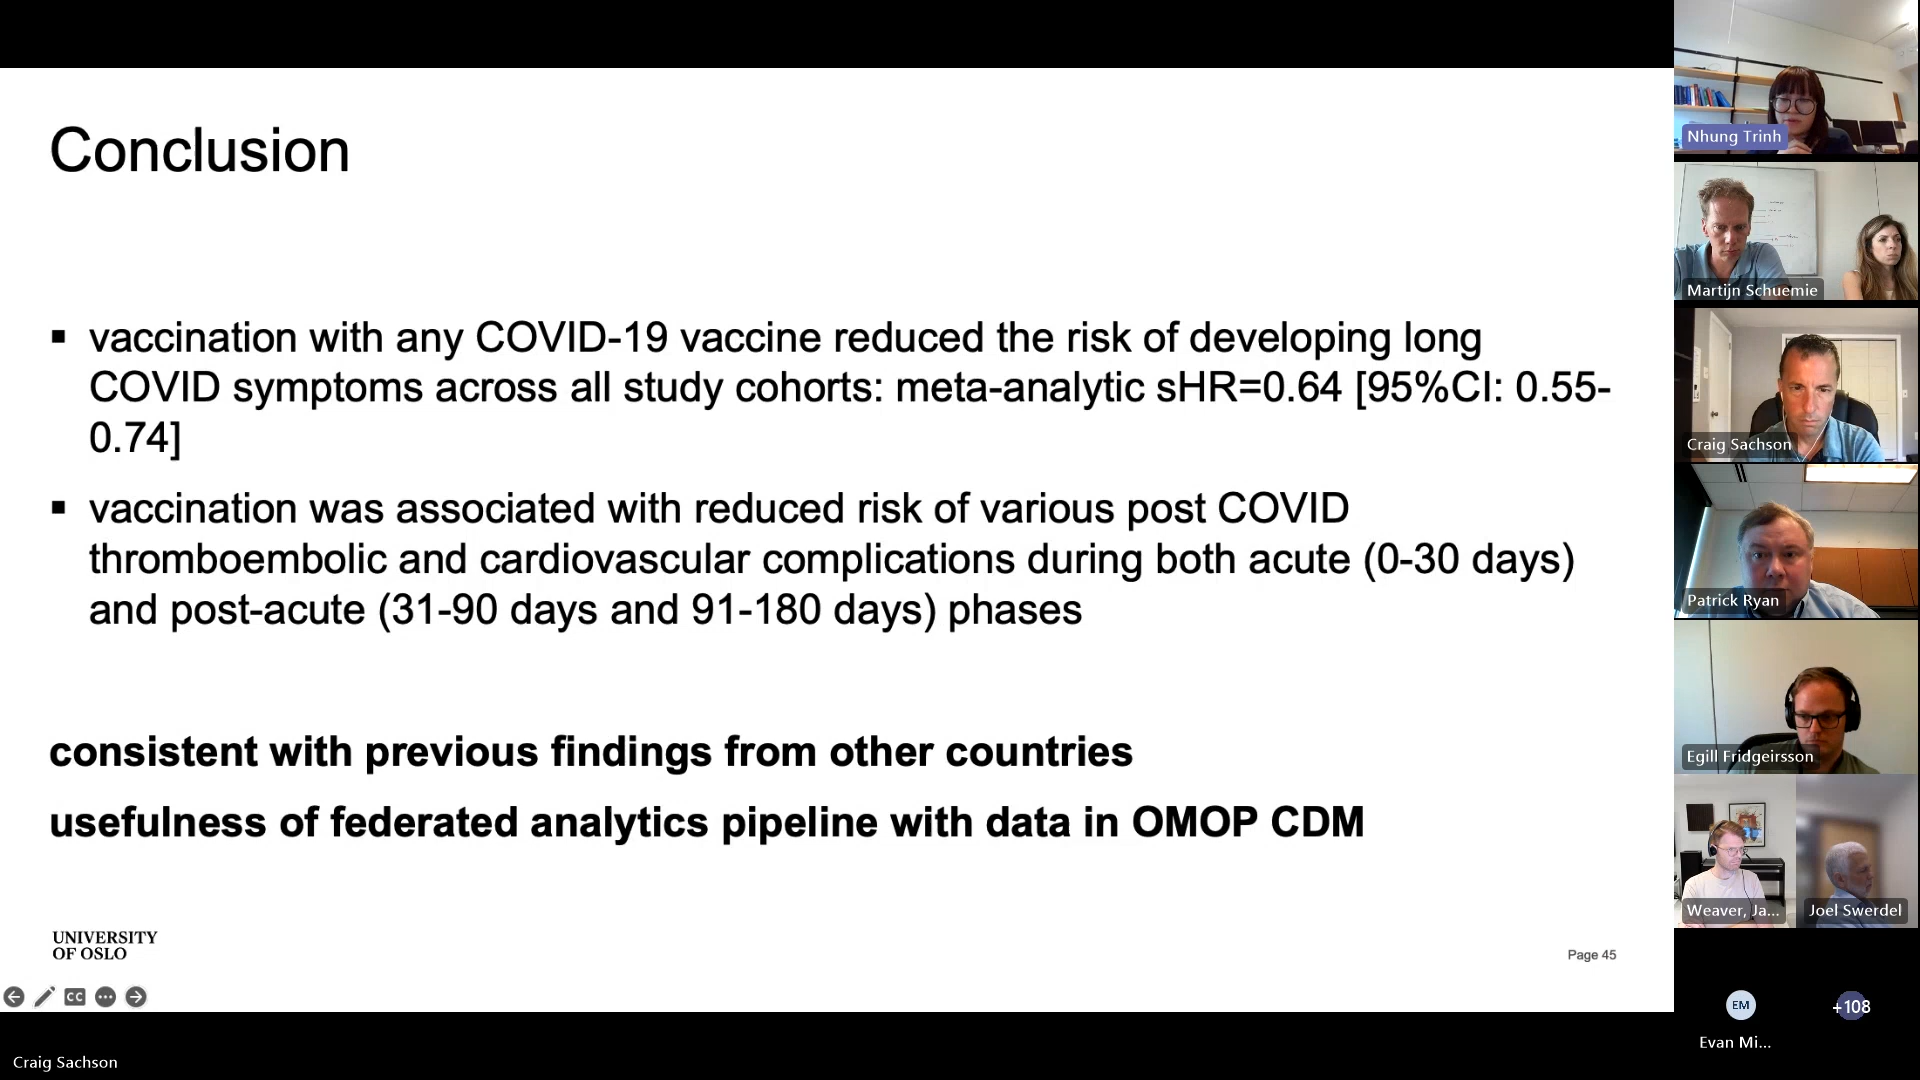 Conclusion
▪ vaccination with any COVID-19 vaccine reduced the risk of developing long
COVID symptoms across all study cohorts: meta-analytic sHR=0.64 [95%CI: 0.55-
0.74]
▪ vaccination was associated with reduced risk of various post COVID
thromboembolic and cardiovascular complications during both acute (0-30 days)
and post-acute (31-90 days and 91-180 days) phases
consistent with previous findings from other countries
usefulness of federated analytics pipeline with data in OMOP CDM
UNIVERSITY
OF OSLO
Page 45
CC
Craig Sachson
Nhung Trinh
Martijn Schuemie
Craig Sachson
Patrick Ryan
Egill Fridgeirsson
Weaver, Ja...
Joel Swerdel
EM
+108
Evan Mi...